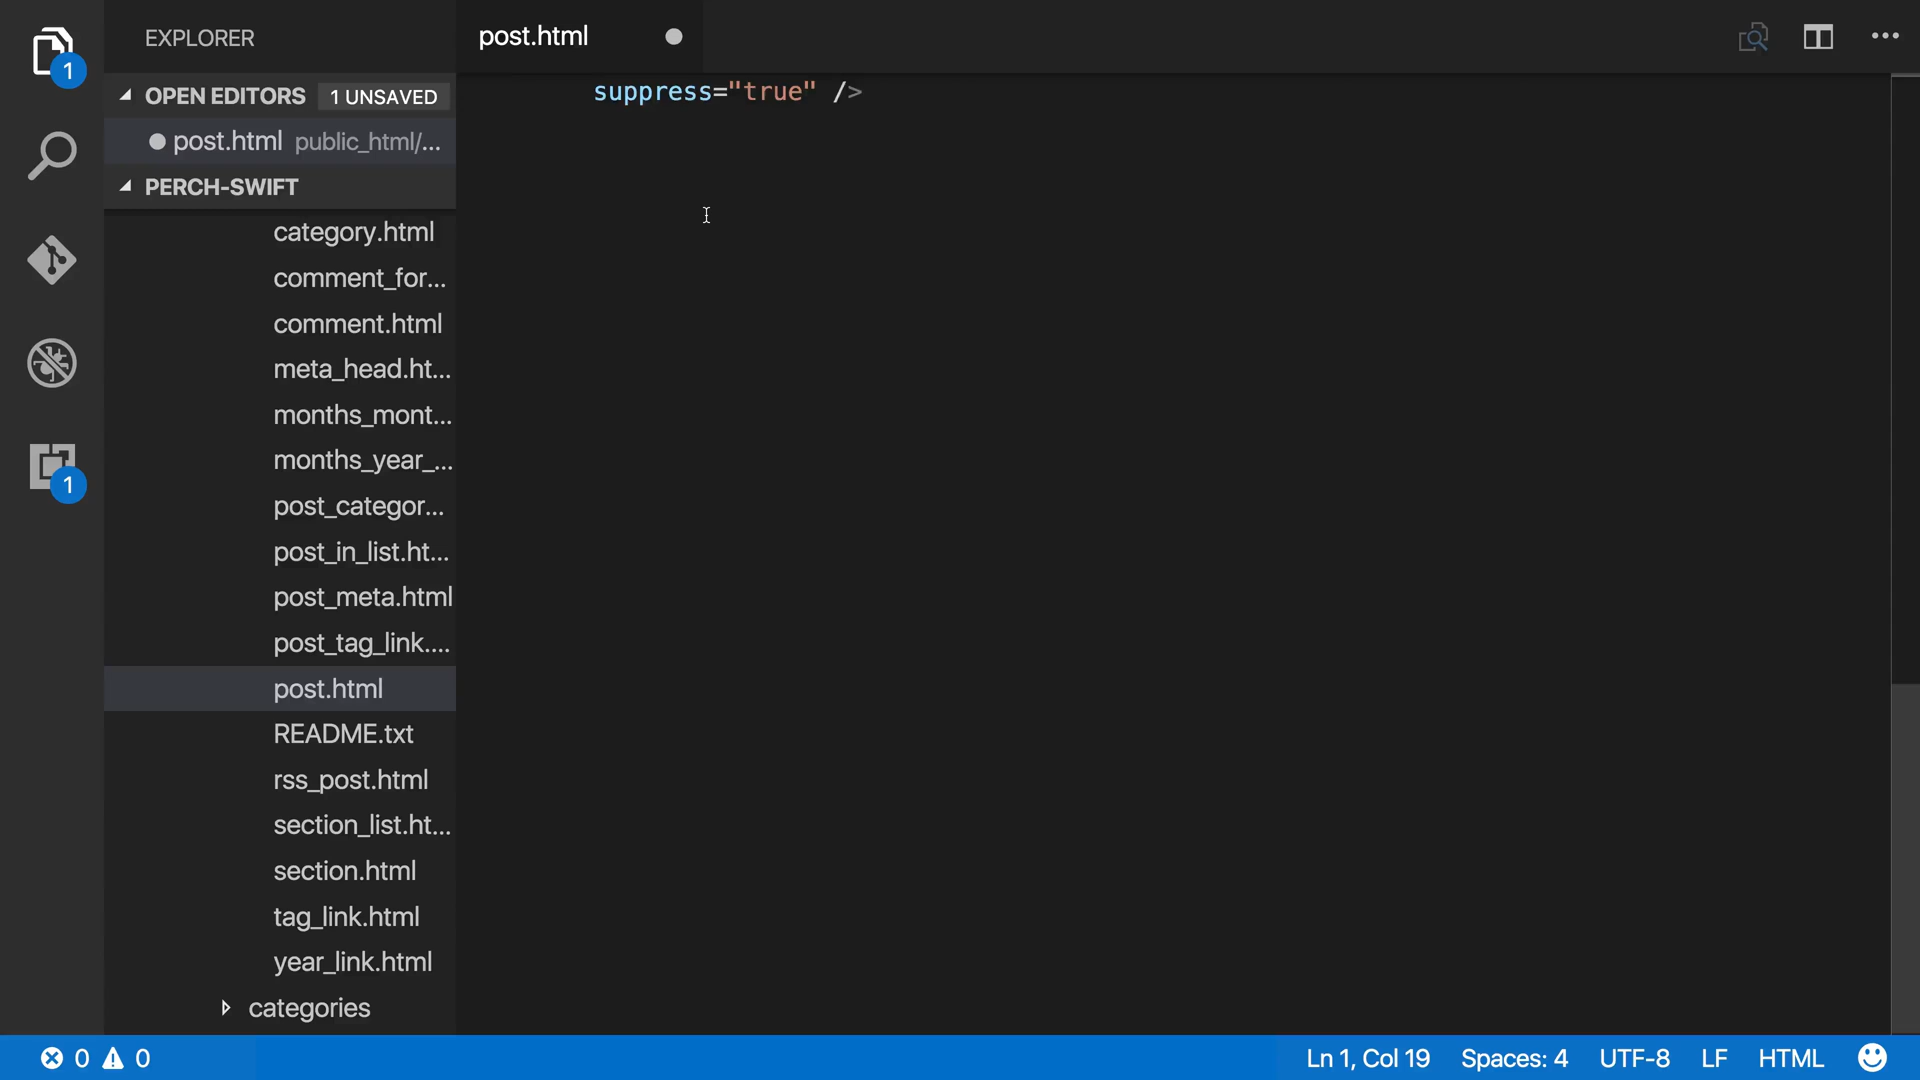 EXPLORER
post.html
1
OPEN EDITORS 1 UNSAVED
suppress="true" />
post.html public_html/...
PERCH-SWIFT
category.html
comment_for...
comment.html
meta_head.ht...
months_mont...
months_year_...
1
post_categor...
post_in_list.ht...
post_meta.html
post_tag_link....
post.html
README.txt
rss_post.html
section_list.ht...
section.html
tag_link.html
year_link.html
categories
0 0 Ln 1, Col 19 Spaces: 4 UTF-8 LF HTML